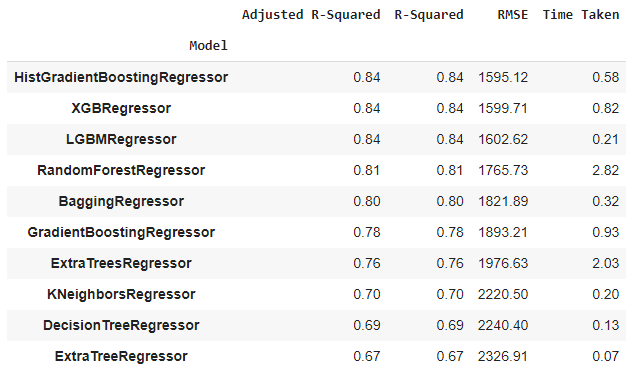 Adjusted R-Squared R-Squared RMSE Time Taken
Model
HistGradientBoostingRegressor 0.84 0.84 1595.12 0.58
XGBRegressor 0.84 0.84 1599.71 0.82
LGBMRegressor 0.84 0.84 1602.62 0.21
RandomForestRegressor 0.81 0.81 1765.73 2.82
BaggingRegressor 0.80 0.80 1821.89 0.32
GradientBoostingRegressor 0.78 0.78 1893.21 0.93
ExtraTreesRegressor 0.76 0.76 1976.63 2.03
KNeighborsRegressor 0.70 0.70 2220.50 0.20
DecisionTreeRegressor 0.69 0.69 2240.40 0.13
ExtraTreeRegressor 0.67 0.67 2326.91 0.07